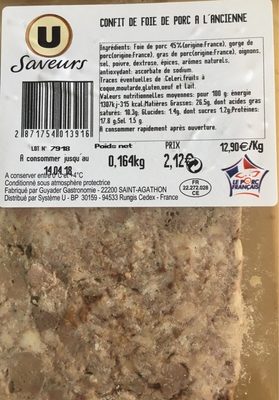 U
Saveurs
CONFIT DE FOIE DE PORC A L'ANCIENNE
Ingrédients: Foie de porc 45%(origine:France), gorge de
porc(origine:France), gras de porc(origine:France), oignons,
sel, poivre, dextrose, épices, arômes naturels,
antioxydant: ascorbate de sodium.
Traces éventuelles de Céleri,fruits à
coque,moutarde,gluten,oeuf et lait.
Valeurs nutritionnelles moyennes: pour 100 g: énergie
1307kj-315 kcal.Matières Grasses: 26.5g, dont acides gras
saturés: 10.3g, Glucides: 1.4g, dont sucres 1.2g.Protéines:
17.8 g.Sel 1.5 g.
A consommer rapidement après ouverture.
2 871754 013916
LOT N° 7918
A consommer jusqu au
14.04.18
Poids net
0,164kg
PRIX
2,12€
12,90€/Kg
LE PORC
FRANÇAIS
FR
22.272.028
CE
A conserver entre 0°C et +4°C
Conditionné sous atmosphère protectrice
Fabriqué par Guyader Gastronomie - 22200 SAINT-AGATHON
Distribué par Système U - BP 30159 - 94533 Rungis Cedex - France